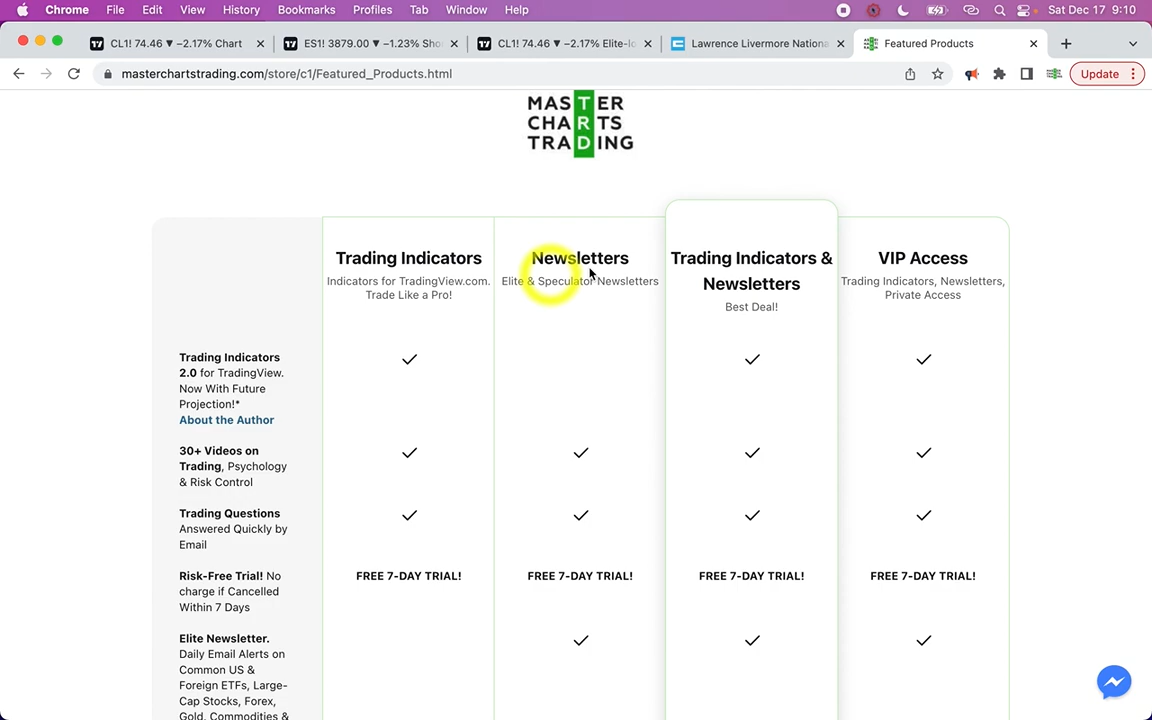 Chrome File Edit View History Bookmarks Profiles Tab Window Help Sat Dec 17 9:10
CL1! 74.46 ▼ −2.17% Chart
ES1! 3879.00 ▼ −1.23% Sho
CL1! 74.46 ▼ −2.17% Elite-lo
Lawrence Livermore Nationa
Featured Products
masterchartstrading.com/store/c1/Featured_Products.html
Update
MASTER
CHARTS
TRADING
Trading Indicators
Indicators for TradingView.com.
Trade Like a Pro!
Newsletters
Elite & Speculator Newsletters
Trading Indicators &
Newsletters
Best Deal!
VIP Access
Trading Indicators, Newsletters,
Private Access
Trading Indicators
2.0 for TradingView.
Now With Future
Projection!*
About the Author
30+ Videos on
Trading, Psychology
& Risk Control
Trading Questions
Answered Quickly by
Email
Risk-Free Trial! No
charge if Cancelled
Within 7 Days
FREE 7-DAY TRIAL! FREE 7-DAY TRIAL! FREE 7-DAY TRIAL! FREE 7-DAY TRIAL!
Elite Newsletter.
Daily Email Alerts on
Common US &
Foreign ETFs, Large-
Cap Stocks, Forex,
Gold, Commodities &